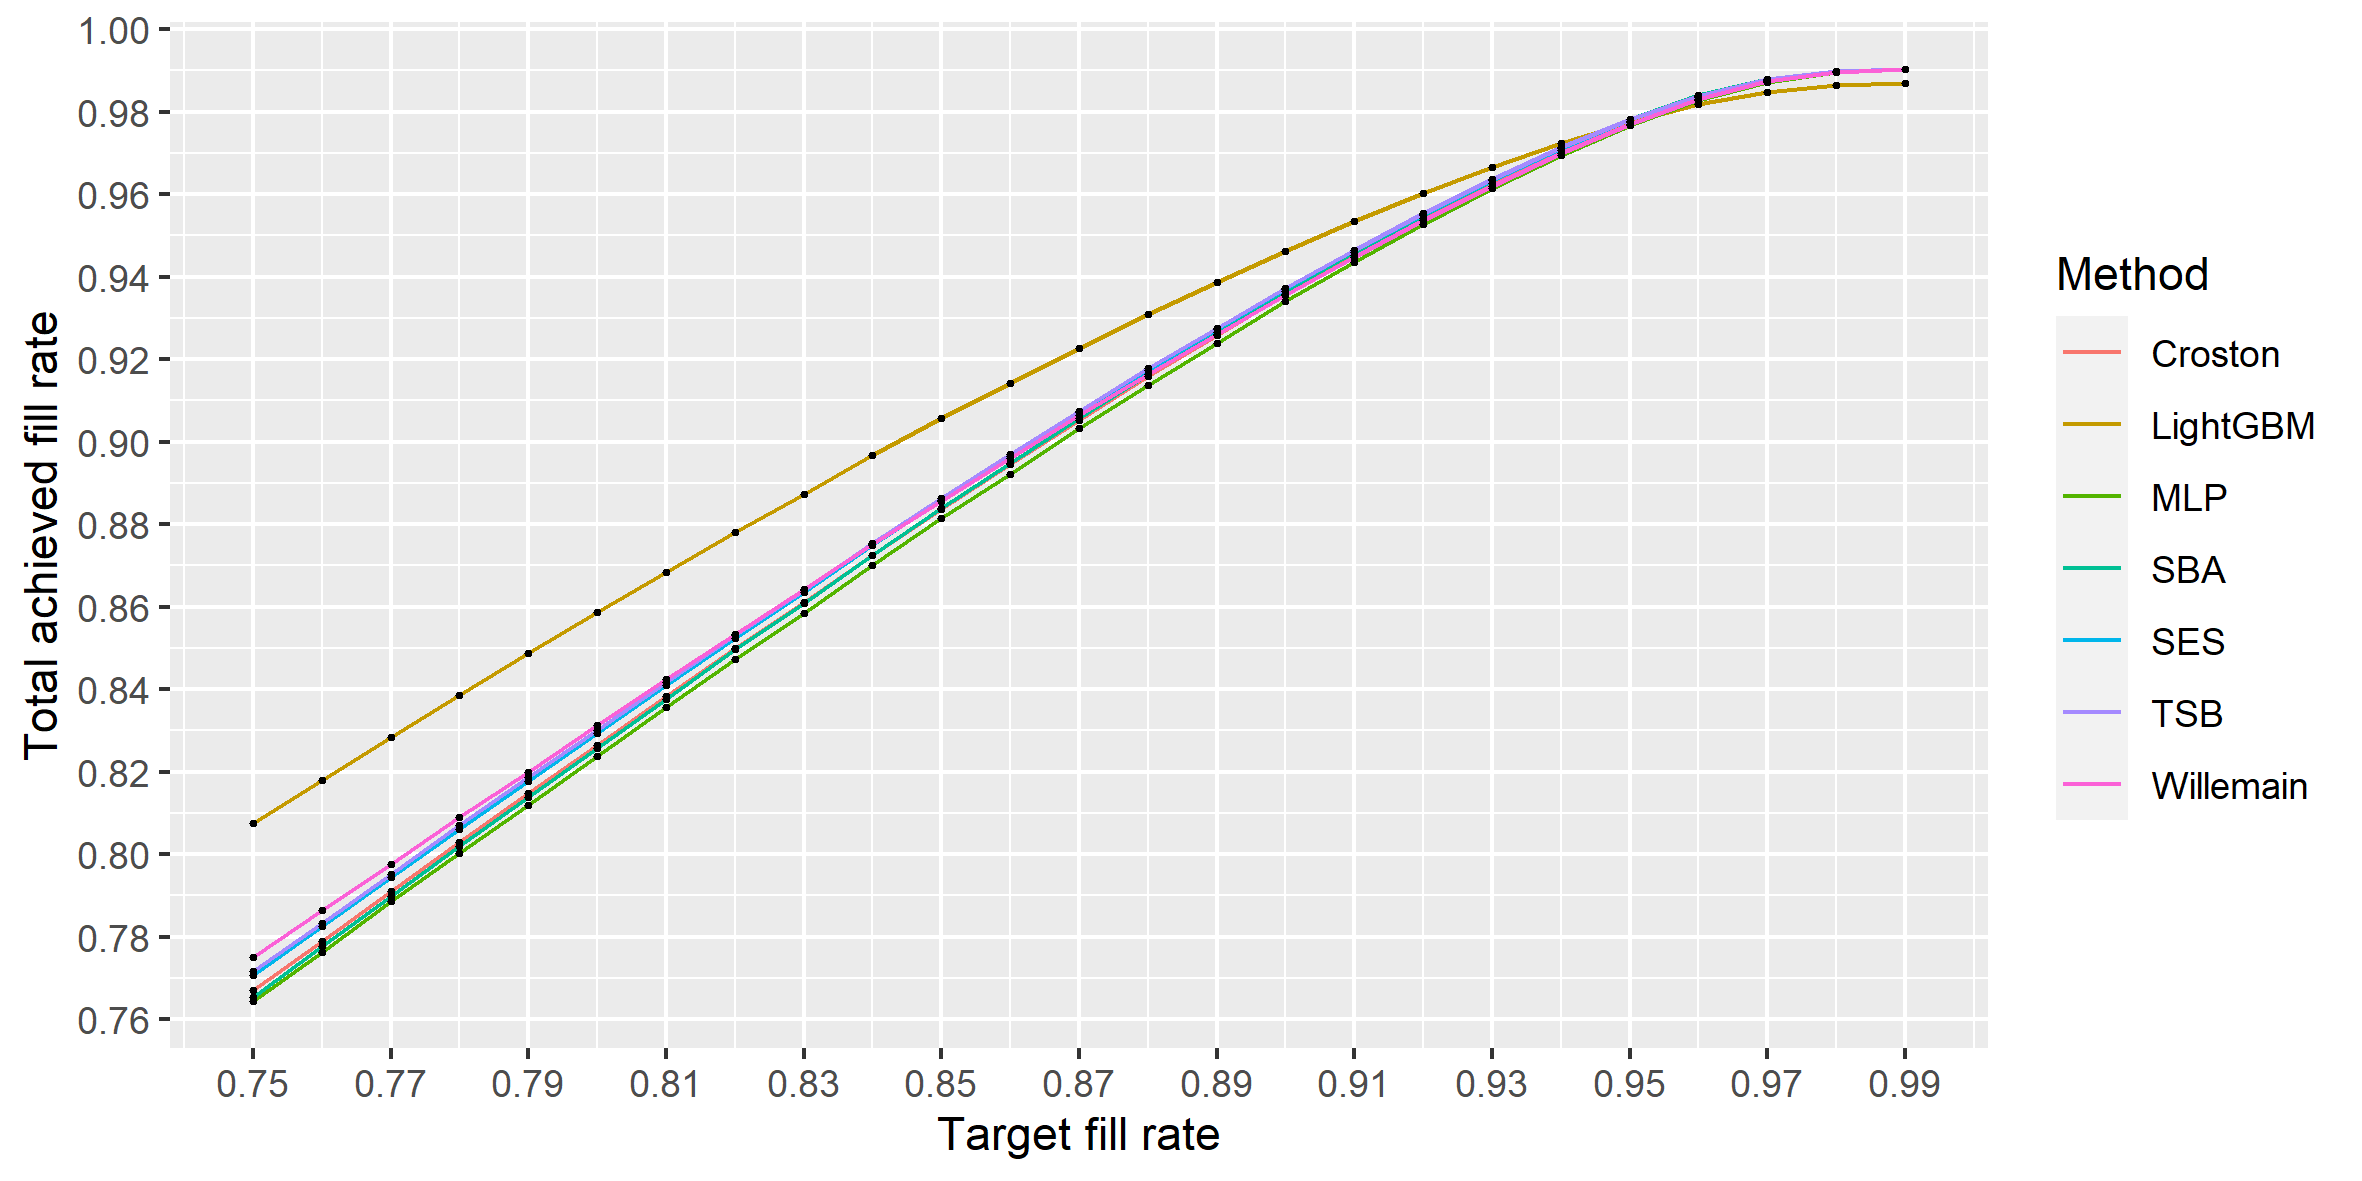 1.00
0.98
0.96
0.94
0.92
0.90
0.88
0.86
0.84
0.82
0.80
0.78
0.76
Total achieved fill rate
0.75 0.77 0.79 0.81 0.83 0.85 0.87 0.89 0.91 0.93 0.95 0.97 0.99
Target fill rate
Method
Croston
LightGBM
MLP
SBA
SES
TSB
Willemain